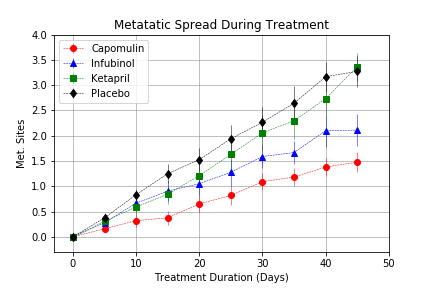 Metatatic Spread During Treatment
Met. Sites
4.0
3.5
3.0
2.5
2.0
1.5
1.0
0.5
0.0
Capomulin
Infubinol
Ketapril
Placebo
0 10 20 30 40 50
Treatment Duration (Days)